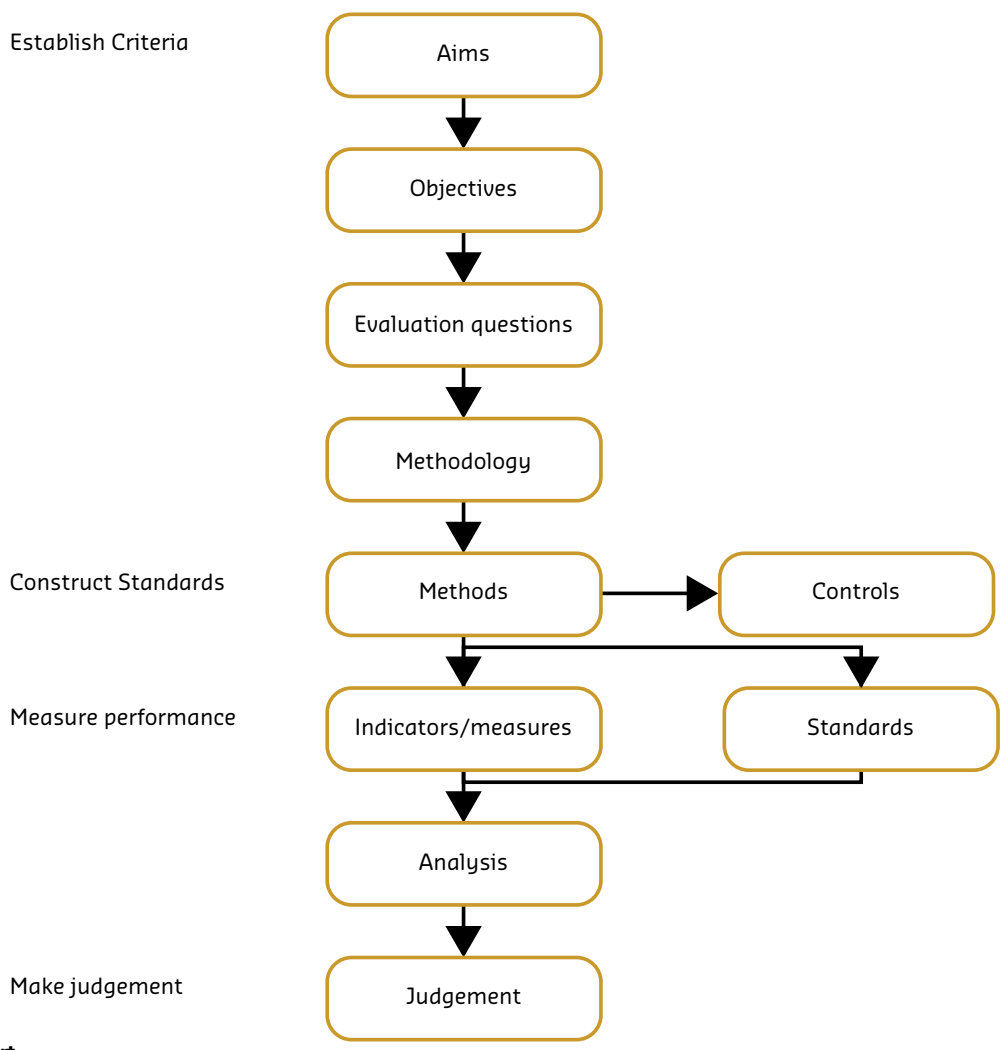 Establish Criteria
Aims
Objectives
Evaluation questions
Methodology
Construct Standards
Methods
Controls
Measure performance
Indicators/measures
Standards
Analysis
Make judgement
Judgement